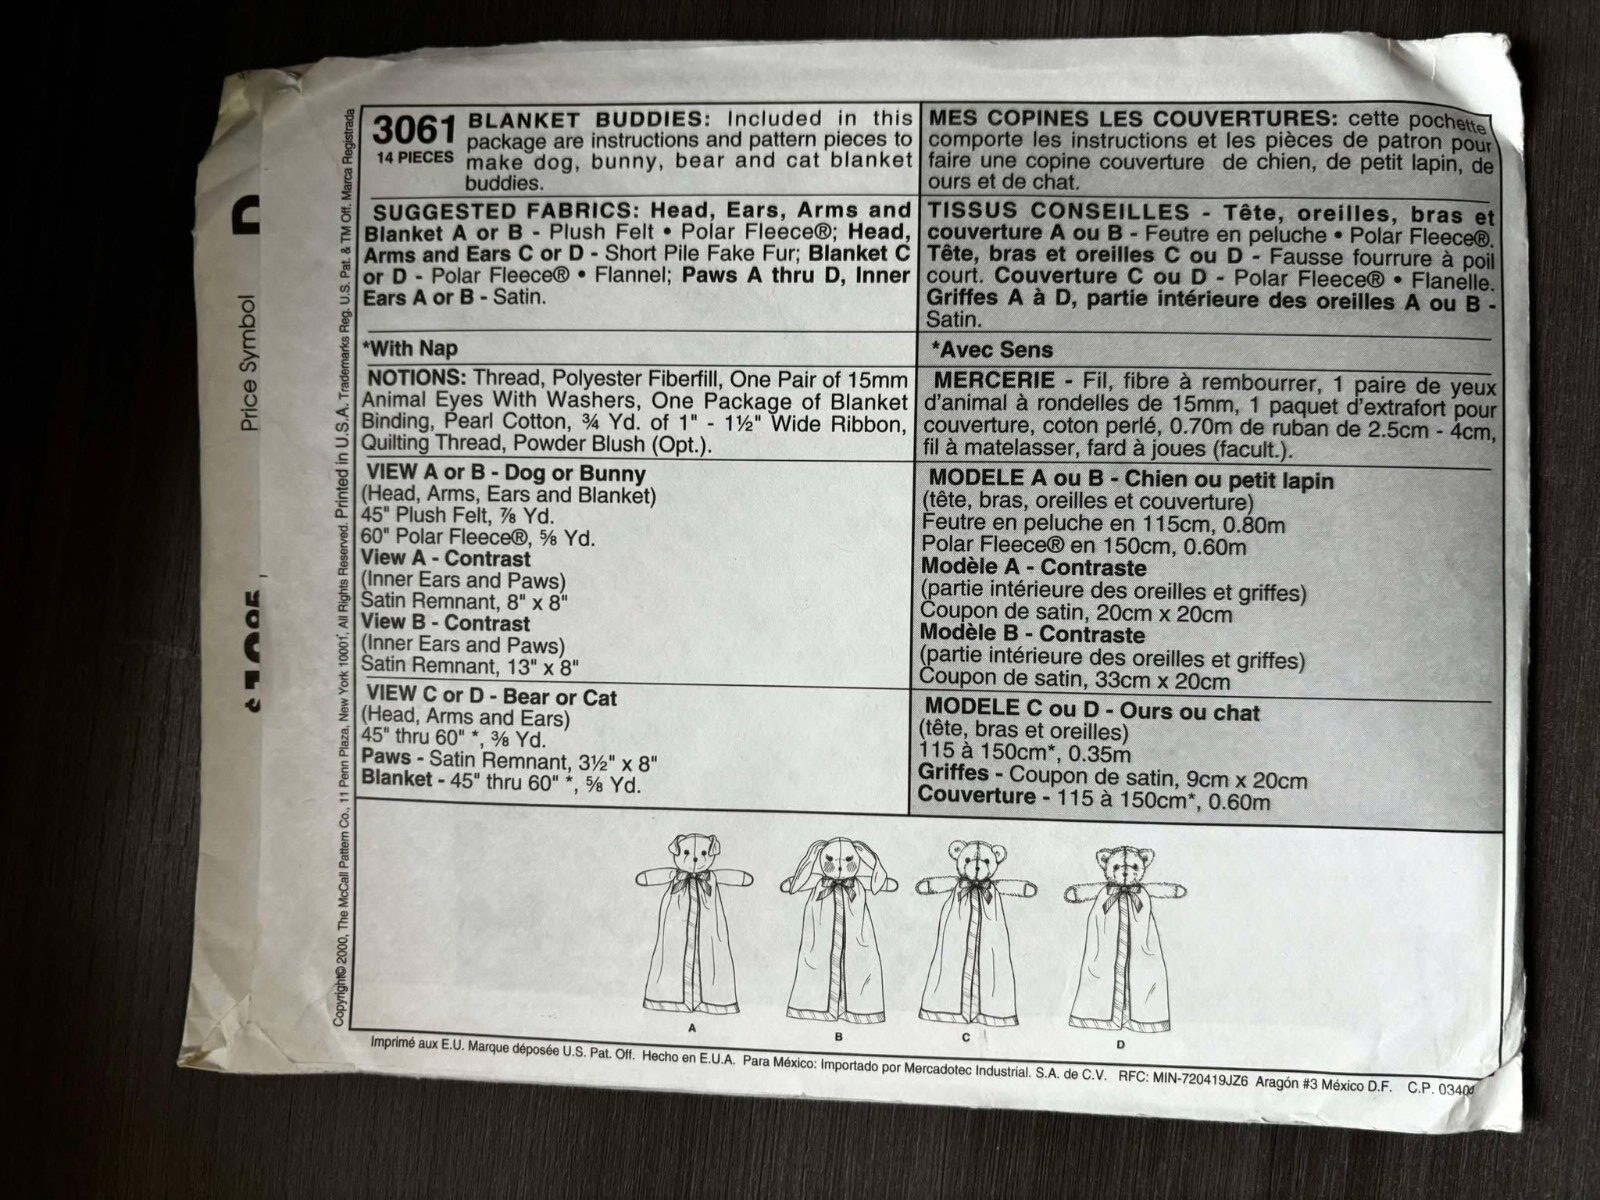 3061
14 PIECES
BLANKET BUDDIES: Included in this
package are instructions and pattern pieces to
make dog, bunny, bear and cat blanket
buddies.
SUGGESTED FABRICS: Head, Ears, Arms and
Blanket A or B - Plush Felt • Polar Fleece®; Head,
Arms and Ears C or D - Short Pile Fake Fur; Blanket C
or D - Polar Fleece® • Flannel; Paws A thru D, Inner
Ears A or B - Satin.
*With Nap
NOTIONS: Thread, Polyester Fiberfill, One Pair of 15mm
Animal Eyes With Washers, One Package of Blanket
Binding, Pearl Cotton, ¾ Yd. of 1" - 1½" Wide Ribbon,
Quilting Thread, Powder Blush (Opt.).
VIEW A or B - Dog or Bunny
(Head, Arms, Ears and Blanket)
45" Plush Felt, ⅞ Yd.
60" Polar Fleece®, ⅝ Yd.
View A - Contrast
(Inner Ears and Paws)
Satin Remnant, 8" x 8"
View B - Contrast
(Inner Ears and Paws)
Satin Remnant, 13" x 8"
VIEW C or D - Bear or Cat
(Head, Arms and Ears)
45" thru 60" *, ⅜ Yd.
Paws - Satin Remnant, 3½" x 8"
Blanket - 45" thru 60" *, ⅝ Yd.
MES COPINES LES COUVERTURES: cette pochette
comporte les instructions et les pièces de patron pour
faire une copine couverture de chien, de petit lapin, de
ours et de chat.
TISSUS CONSEILLES - Tête, oreilles, bras et
couverture A ou B - Feutre en peluche • Polar Fleece®.
Tête, bras et oreilles C ou D - Fausse fourrure à poil
court. Couverture C ou D - Polar Fleece® • Flanelle.
Griffes A à D, partie intérieure des oreilles A ou B -
Satin.
*Avec Sens
MERCERIE - Fil, fibre à rembourrer, 1 paire de yeux
d'animal à rondelles de 15mm, 1 paquet d'extrafort pour
couverture, coton perlé, 0.70m de ruban de 2.5cm - 4cm,
fil à matelasser, fard à joues (facult.).
MODELE A ou B - Chien ou petit lapin
(tête, bras, oreilles et couverture)
Feutre en peluche en 115cm, 0.80m
Polar Fleece® en 150cm, 0.60m
Modèle A - Contraste
(partie intérieure des oreilles et griffes)
Coupon de satin, 20cm x 20cm
Modèle B - Contraste
(partie intérieure des oreilles et griffes)
Coupon de satin, 33cm x 20cm
MODELE C ou D - Ours ou chat
(tête, bras et oreilles)
115 à 150cm*, 0.35m
Griffes - Coupon de satin, 9cm x 20cm
Couverture - 115 à 150cm*, 0.60m
A
B
C
D
Imprimé aux E.U. Marque déposée U.S. Pat. Off. Hecho en E.U.A. Para México: Importado por Mercadotec Industrial. S.A. de C.V. RFC: MIN-720419JZ6 Aragón #3 México D.F. C.P.
Copyright© 2000, The McCall Pattern Co., 11 Penn Plaza, New York 10001, All Rights Reserved. Printed in U.S.A. Trademarks Reg. U.S. Pat. & TM Off. Marca Registrada
Price Symbol